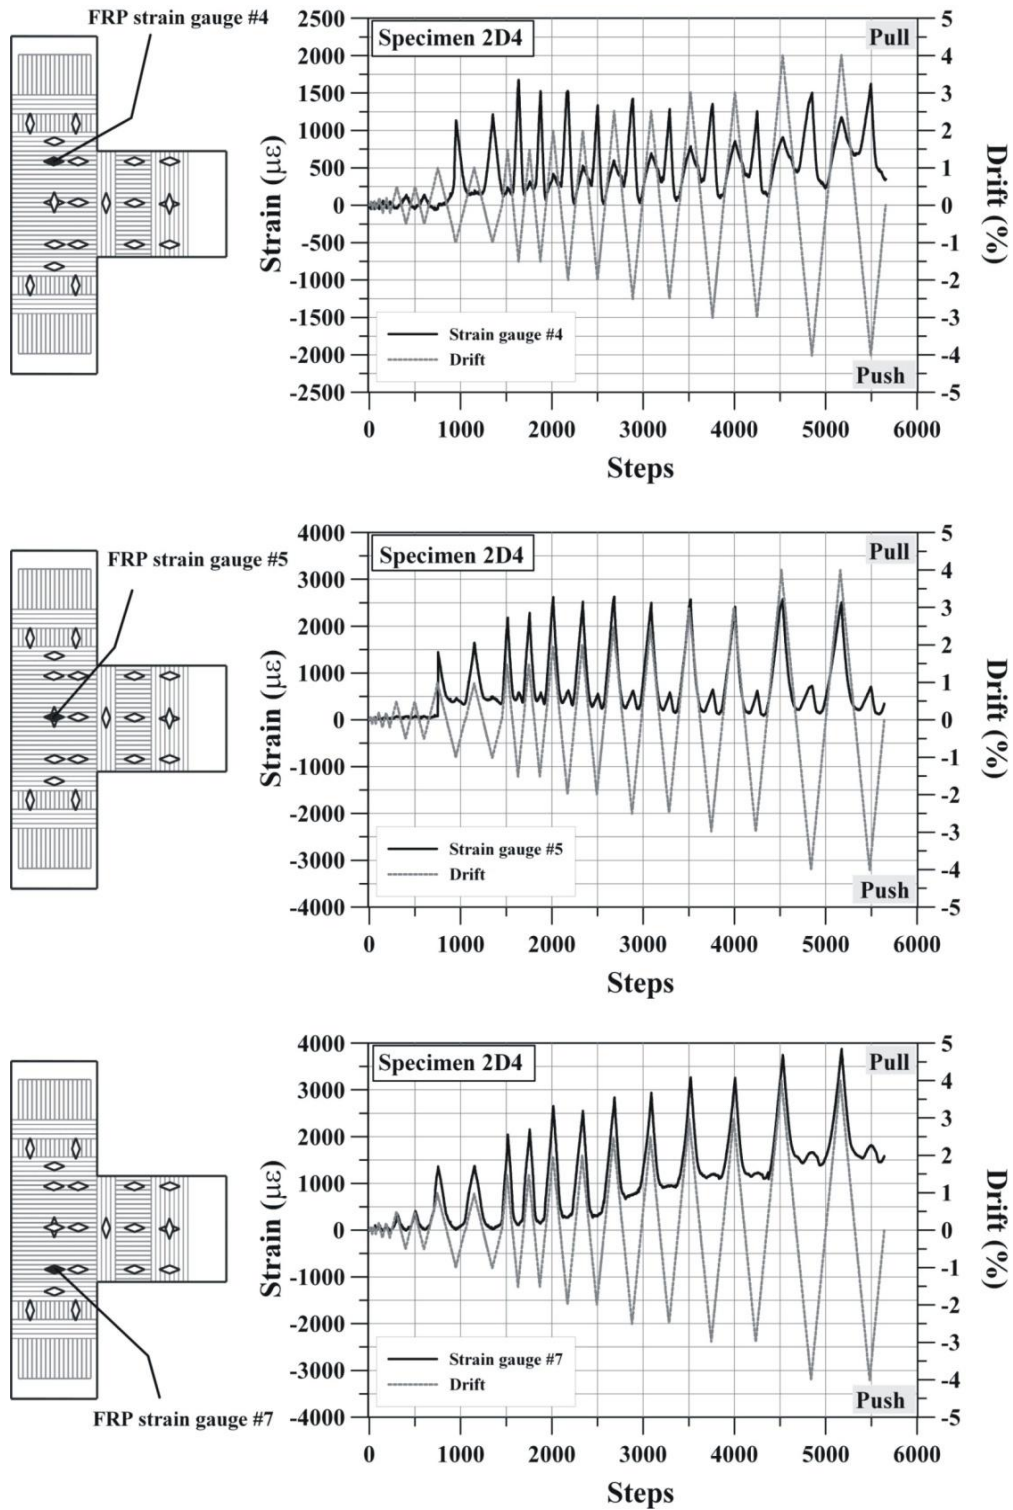 FRP strain gauge #4
Specimen 2D4
Pull
Push
2500
2000
1500
1000
500
0
-500
-1000
-1500
-2000
-2500
Strain (με)
5
4
3
2
1
0
-1
-2
-3
-4
-5
Drift (%)
Strain gauge #4
Drift
0 1000 2000 3000 4000 5000 6000
Steps
FRP strain gauge #5
Specimen 2D4
Pull
Push
4000
3000
2000
1000
0
-1000
-2000
-3000
-4000
Strain (με)
5
4
3
2
1
0
-1
-2
-3
-4
-5
Drift (%)
Strain gauge #5
Drift
0 1000 2000 3000 4000 5000 6000
Steps
Specimen 2D4
Pull
Push
4000
3000
2000
1000
0
-1000
-2000
-3000
-4000
Strain (με)
5
4
3
2
1
0
-1
-2
-3
-4
-5
Drift (%)
Strain gauge #7
Drift
FRP strain gauge #7
0 1000 2000 3000 4000 5000 6000
Steps